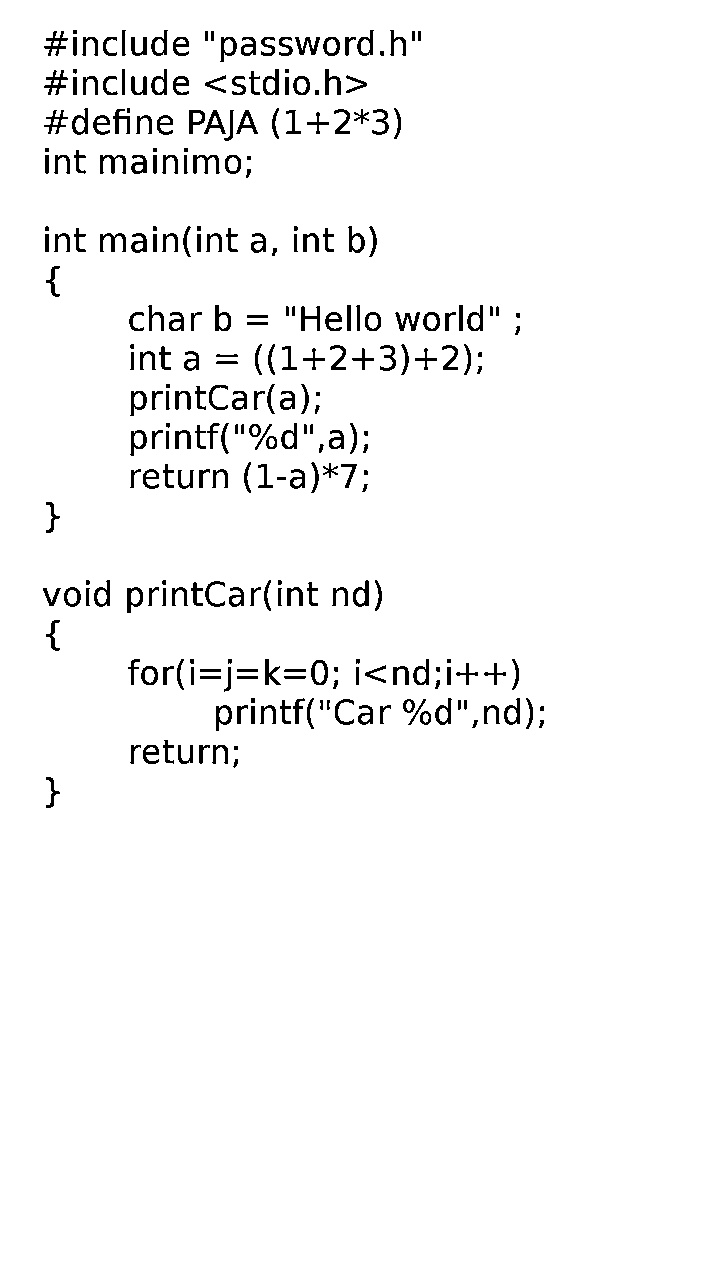 #include "password.h"
#include <stdio.h>
#define PAJA (1+2*3)
int mainimo;

int main(int a, int b)
{
	char b = "Hello world" ;
	int a = ((1+2+3)+2);
	printCar(a);
	printf("%d",a);
	return (1-a)*7;
}

void printCar(int nd)
{
	for(i=j=k=0; i<nd;i++)
		printf("Car %d",nd);
	return;
}